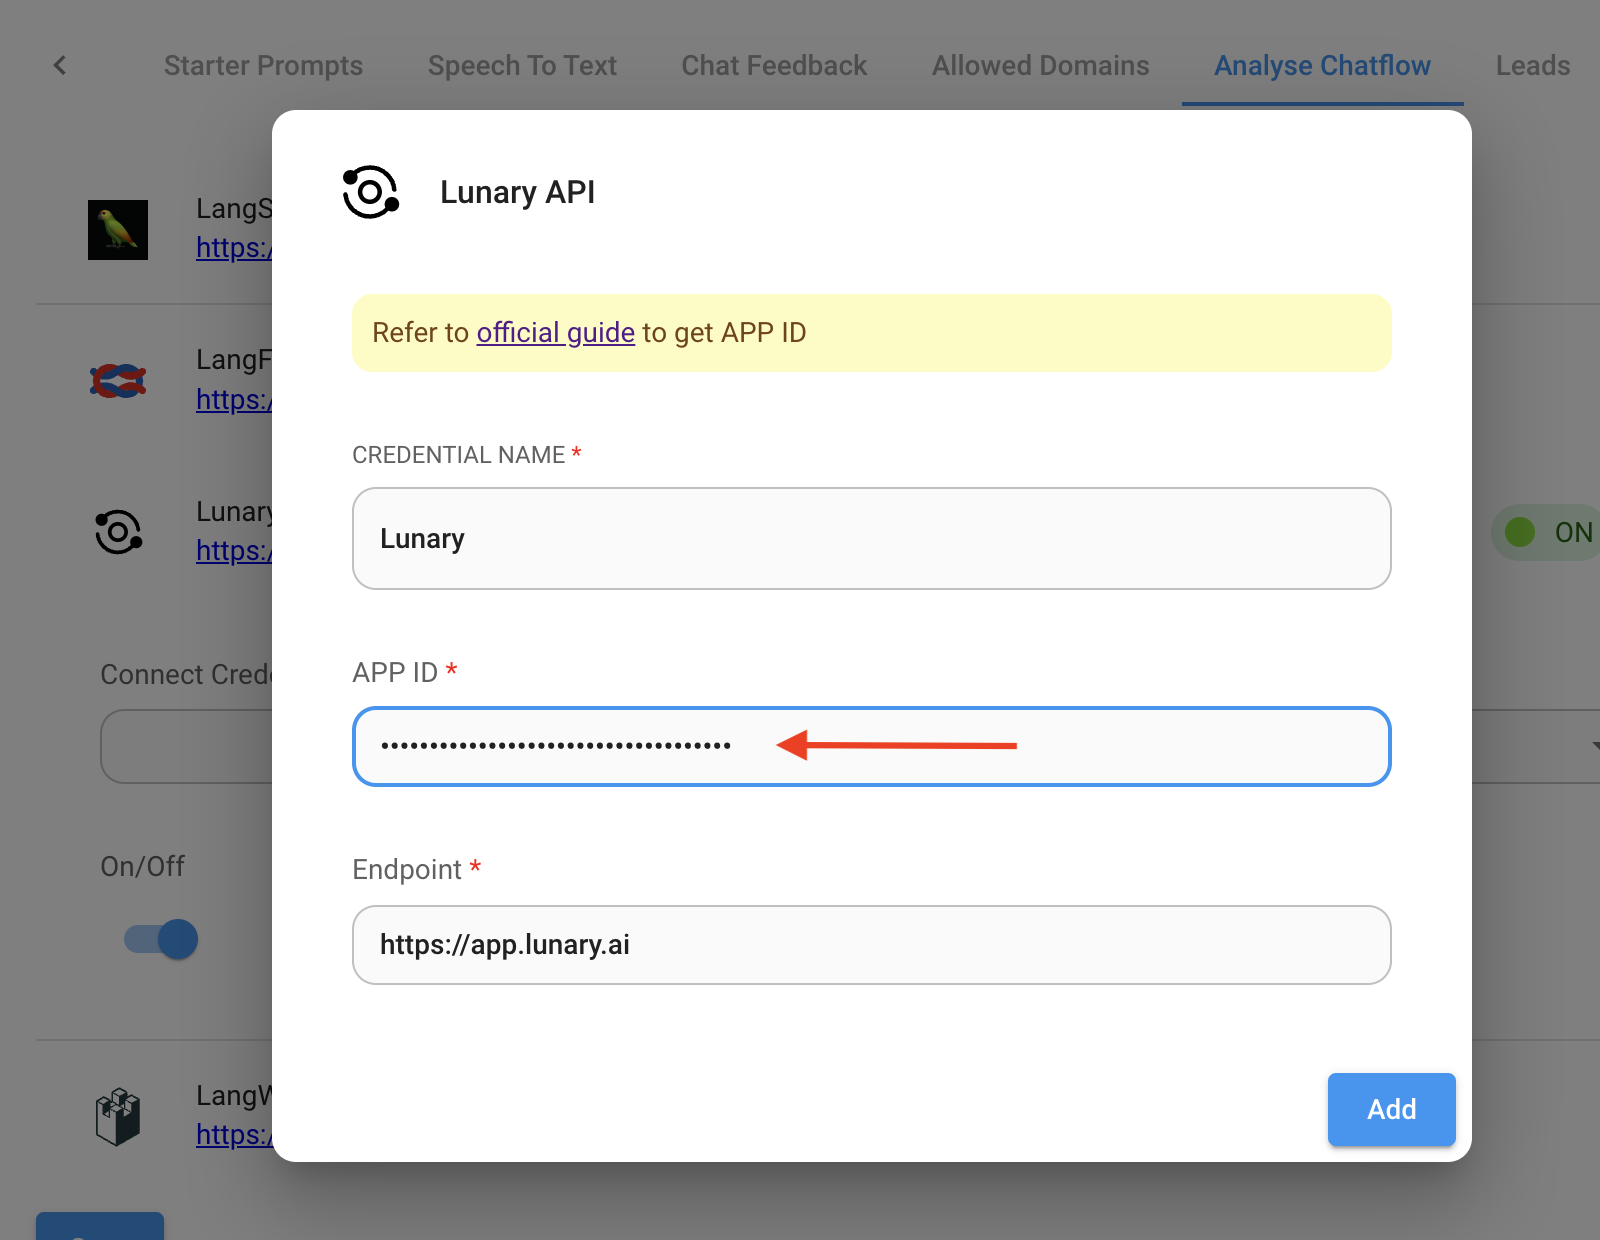 Starter Prompts Speech To Text Chat Feedback Allowed Domains Analyse Chatflow Leads
Lunary API
LangS
https:/
Refer to official guide to get APP ID
LangF
https:/
CREDENTIAL NAME *
Lunary
Lunary
https:/
ON
APP ID *
Connect Crede
••••••••••••••••••••••••••••••••••••
Endpoint *
On/Off
https://app.lunary.ai
LangW
https:/
Add